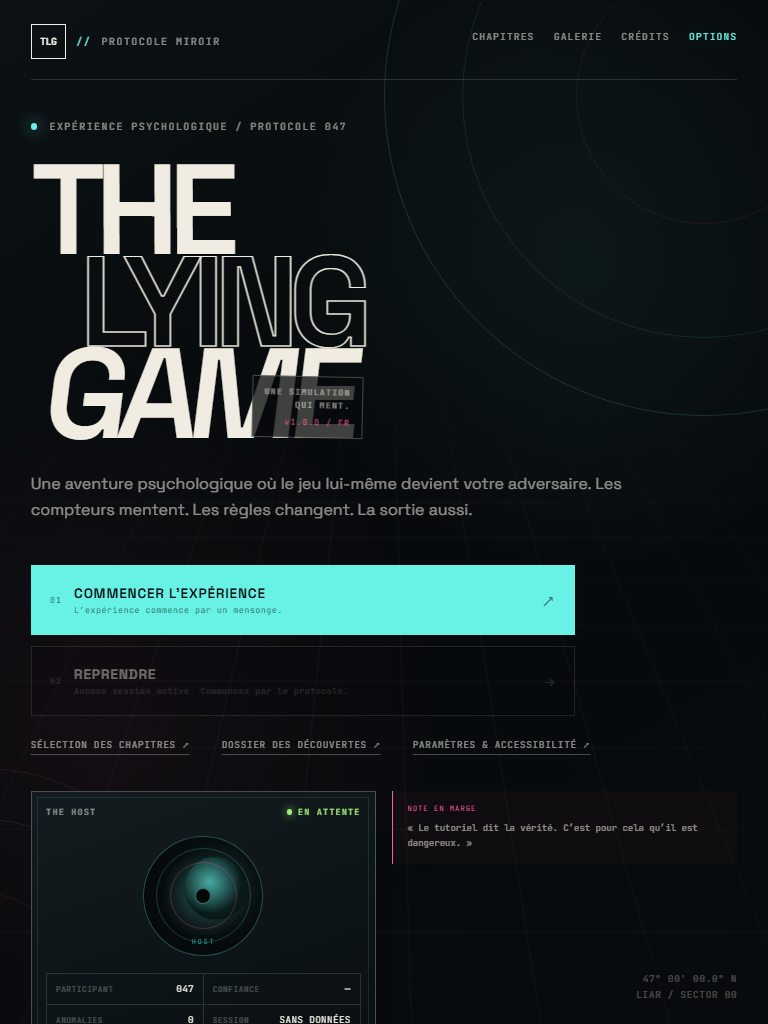 TLG // PROTOCOLE MIROIR
CHAPITRES GALERIE CRÉDITS OPTIONS
EXPÉRIENCE PSYCHOLOGIQUE / PROTOCOLE 047
THE
LYING
GAME
UNE SIMULATION
QUI MENT.
v1.0.0 / FR
Une aventure psychologique où le jeu lui-même devient votre adversaire. Les
compteurs mentent. Les règles changent. La sortie aussi.
01 COMMENCER L'EXPÉRIENCE ↗
L'expérience commence par un mensonge.
02 REPRENDRE →
Aucune session active. Commencez par le protocole.
SÉLECTION DES CHAPITRES ↗ DOSSIER DES DÉCOUVERTES ↗ PARAMÈTRES & ACCESSIBILITÉ ↗
THE HOST EN ATTENTE
HOST
PARTICIPANT 047 CONFIANCE —
ANOMALIES 0 SESSION SANS DONNÉES
NOTE EN MARGE
« Le tutoriel dit la vérité. C'est pour cela qu'il est
dangereux. »
47° 00' 00.0" N
LIAR / SECTOR 00